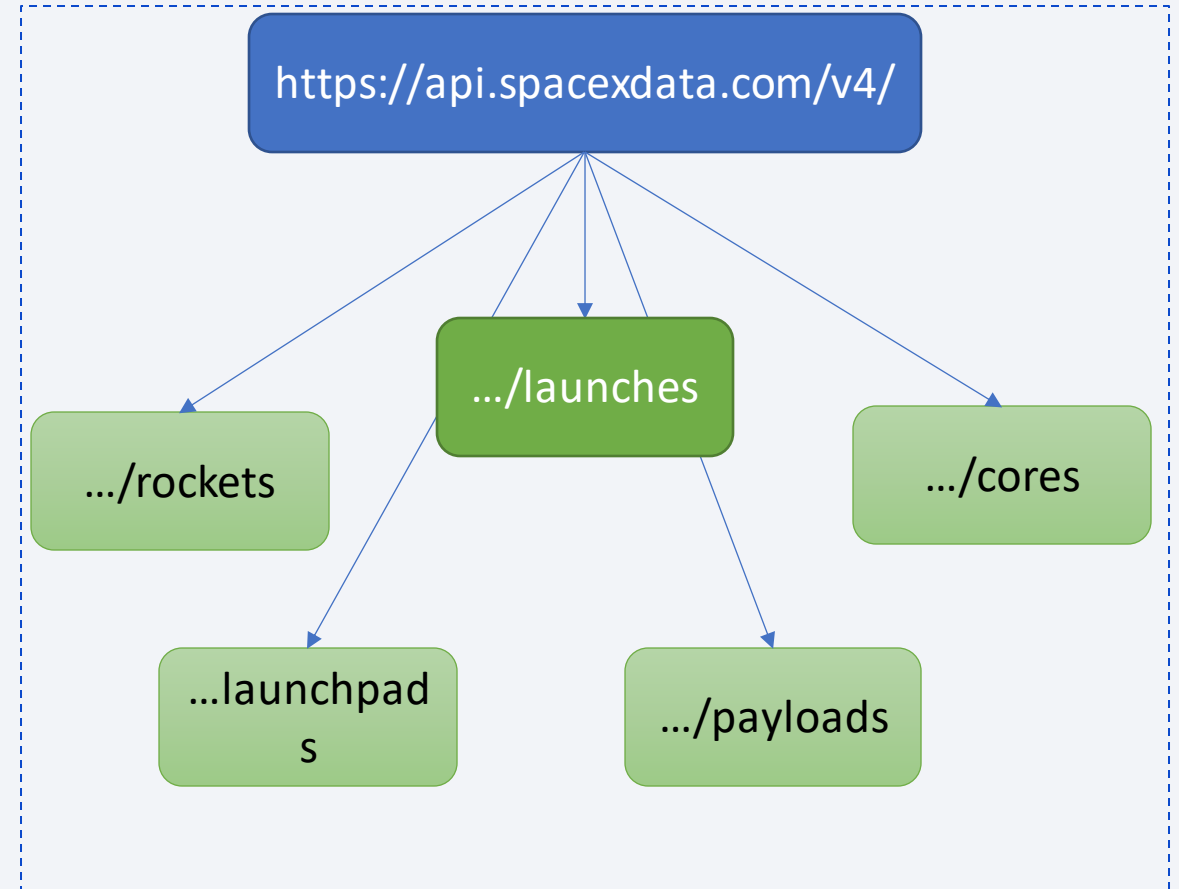 https://api.spacexdata.com/v4/
…/launches
…/rockets
…/cores
…launchpad
s
…/payloads